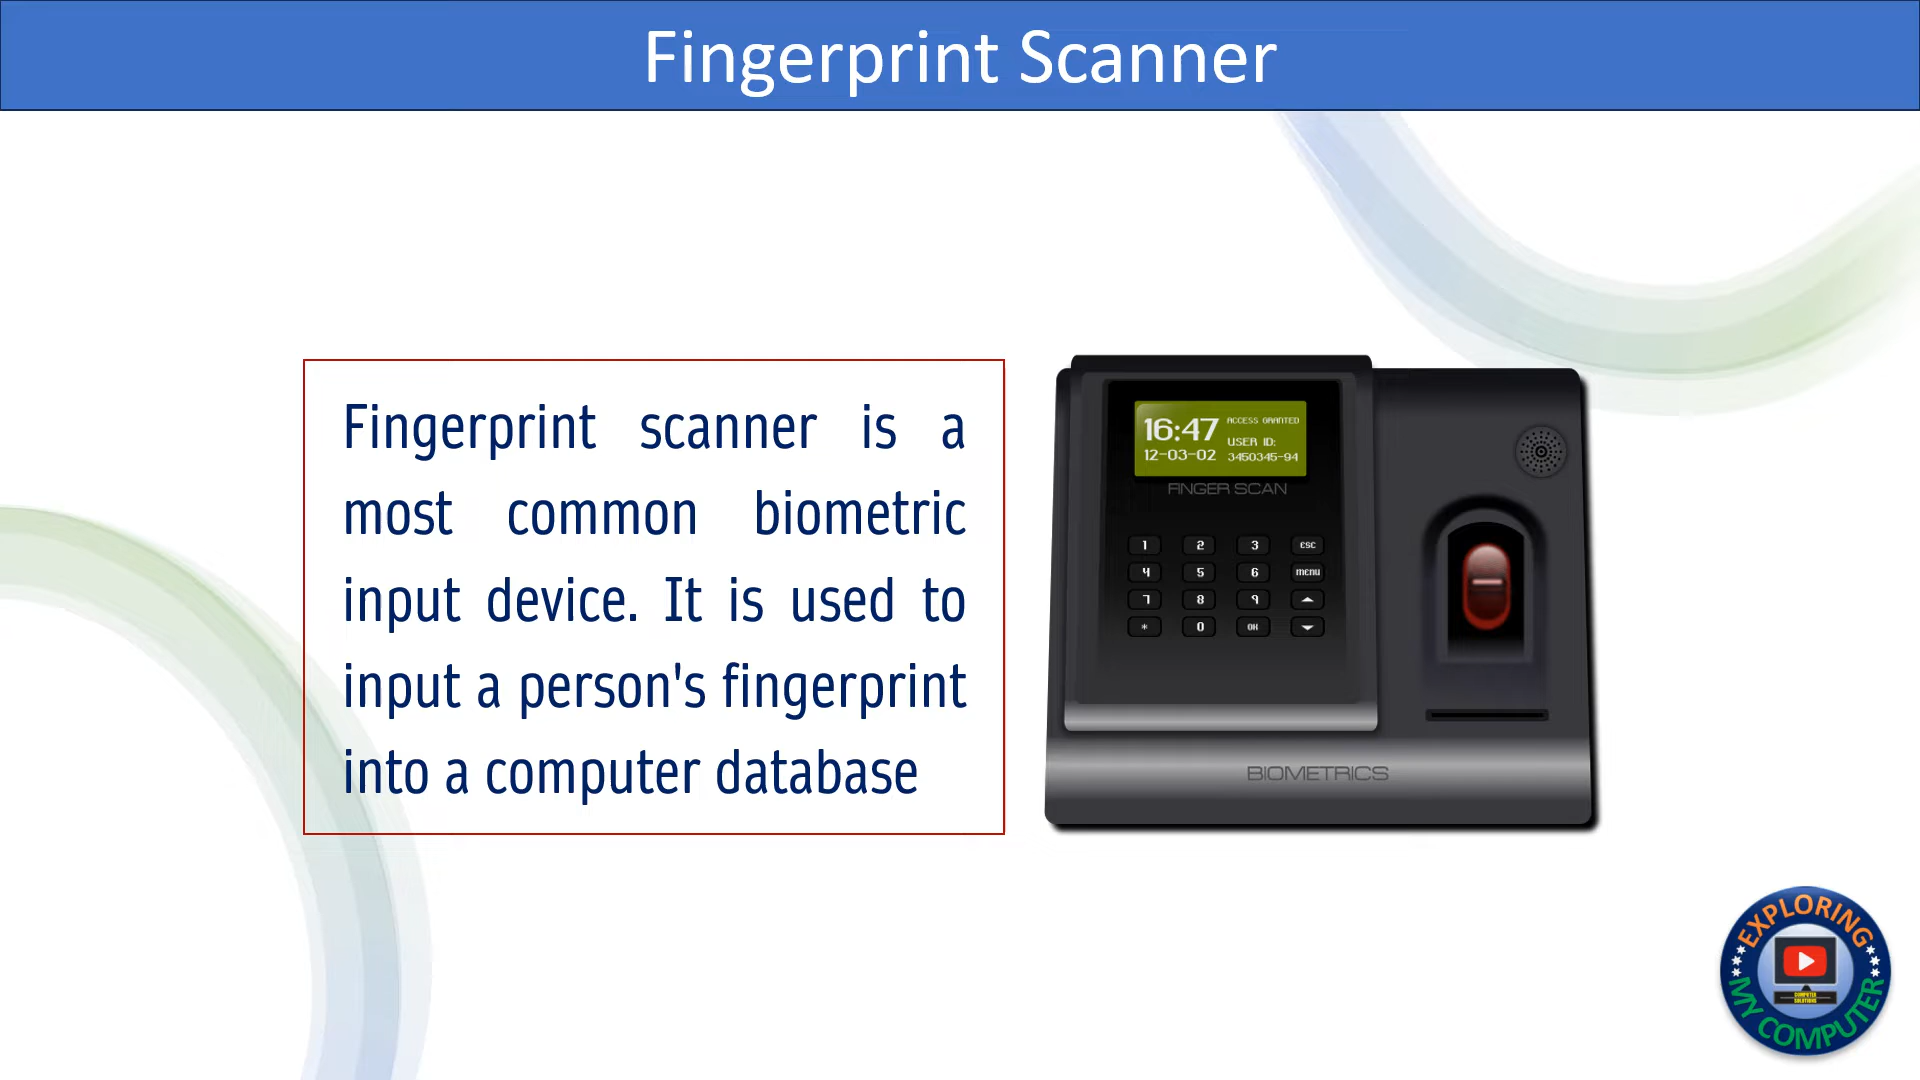 Fingerprint Scanner
Fingerprint scanner is a
most common biometric
input device. It is used to
input a person's fingerprint
into a computer database
16:47 ACCESS GRANTED
USER ID:
12-03-02 3450345-94
FINGER SCAN
1 2 3 ESC
4 5 6 MENU
7 8 9
* 0 OK
BIOMETRICS
EXPLORING
COMPUTER
SOLUTIONS
MY COMPUTER